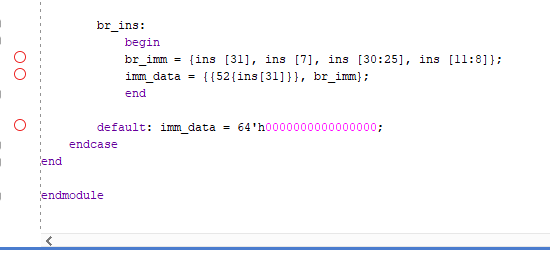 br_ins:
begin
br_imm = {ins [31], ins [7], ins [30:25], ins [11:8]};
imm_data = {{52{ins[31]}}, br_imm};
end
default: imm_data = 64'h0000000000000000;
endcase
end
endmodule